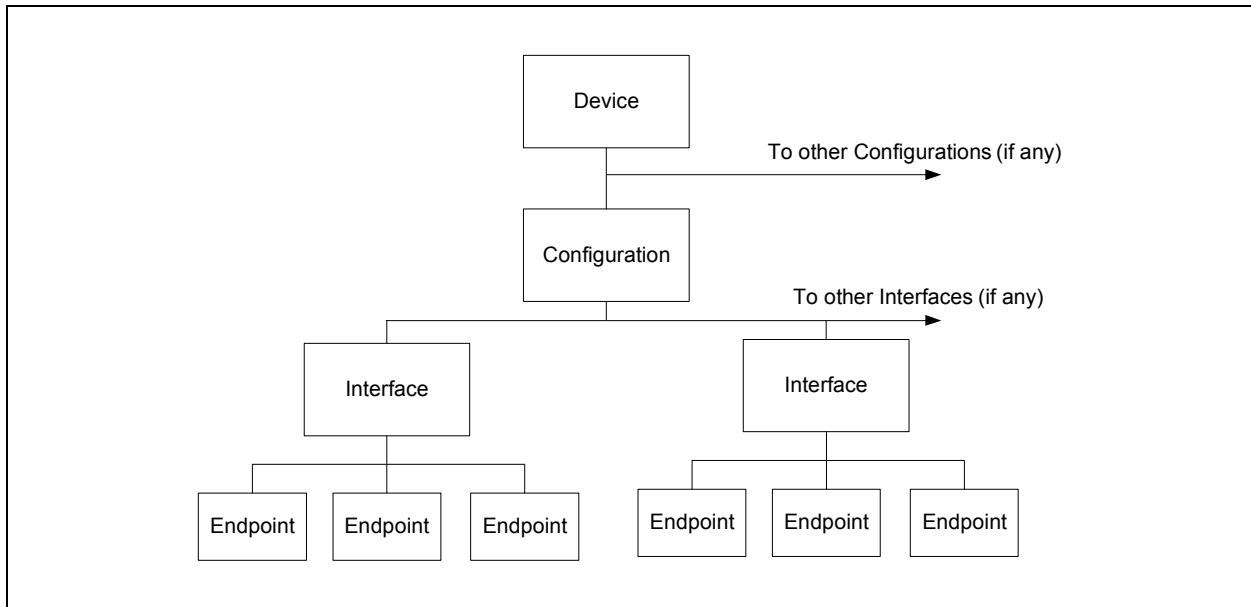 Device
To other Configurations (if any)
Configuration
To other Interfaces (if any)
Interface
Interface
Endpoint
Endpoint
Endpoint
Endpoint
Endpoint
Endpoint